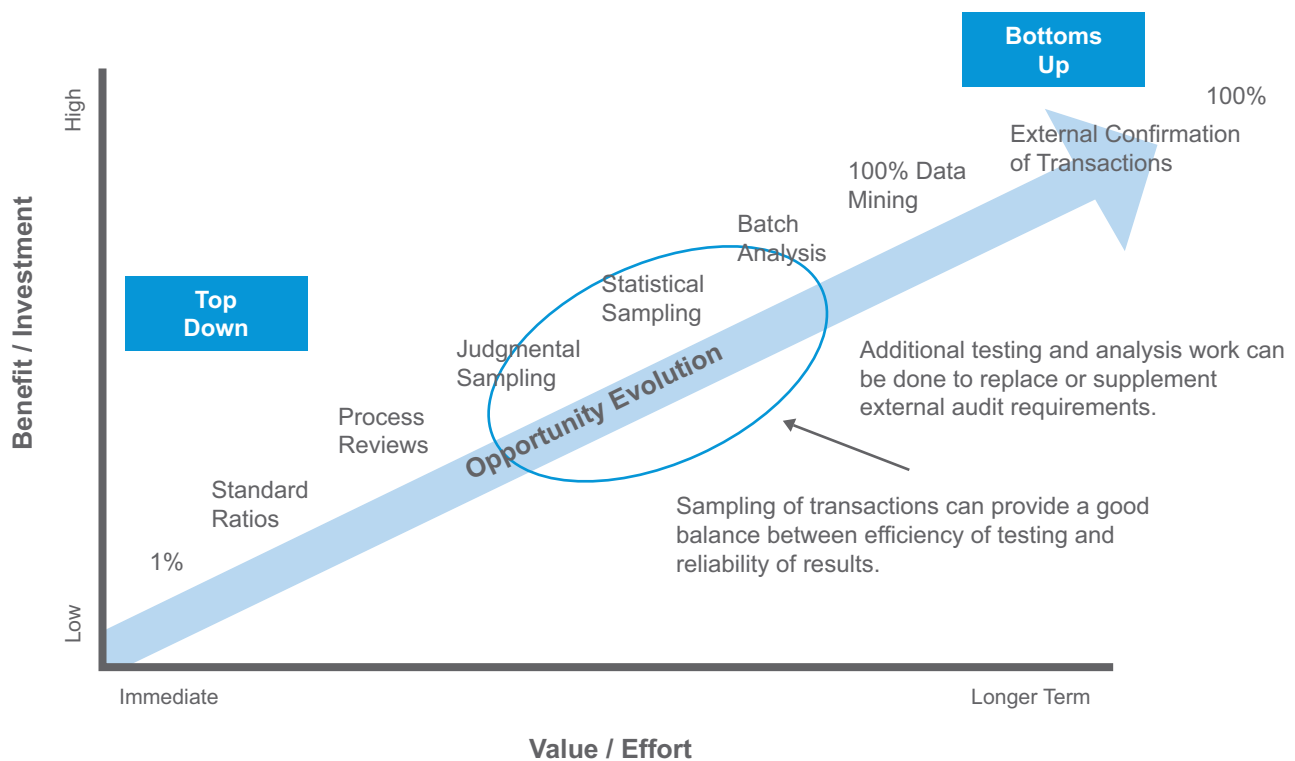 Bottoms
Up
100%
High
External Confirmation
of Transactions
100% Data
Mining
Batch
Analysis
Benefit / Investment
Top
Down
Statistical
Sampling
Judgmental
Sampling
Opportunity Evolution
Additional testing and analysis work can
be done to replace or supplement
external audit requirements.
Process
Reviews
Standard
Ratios
Sampling of transactions can provide a good
balance between efficiency of testing and
reliability of results.
1%
Low
Immediate
Longer Term
Value / Effort